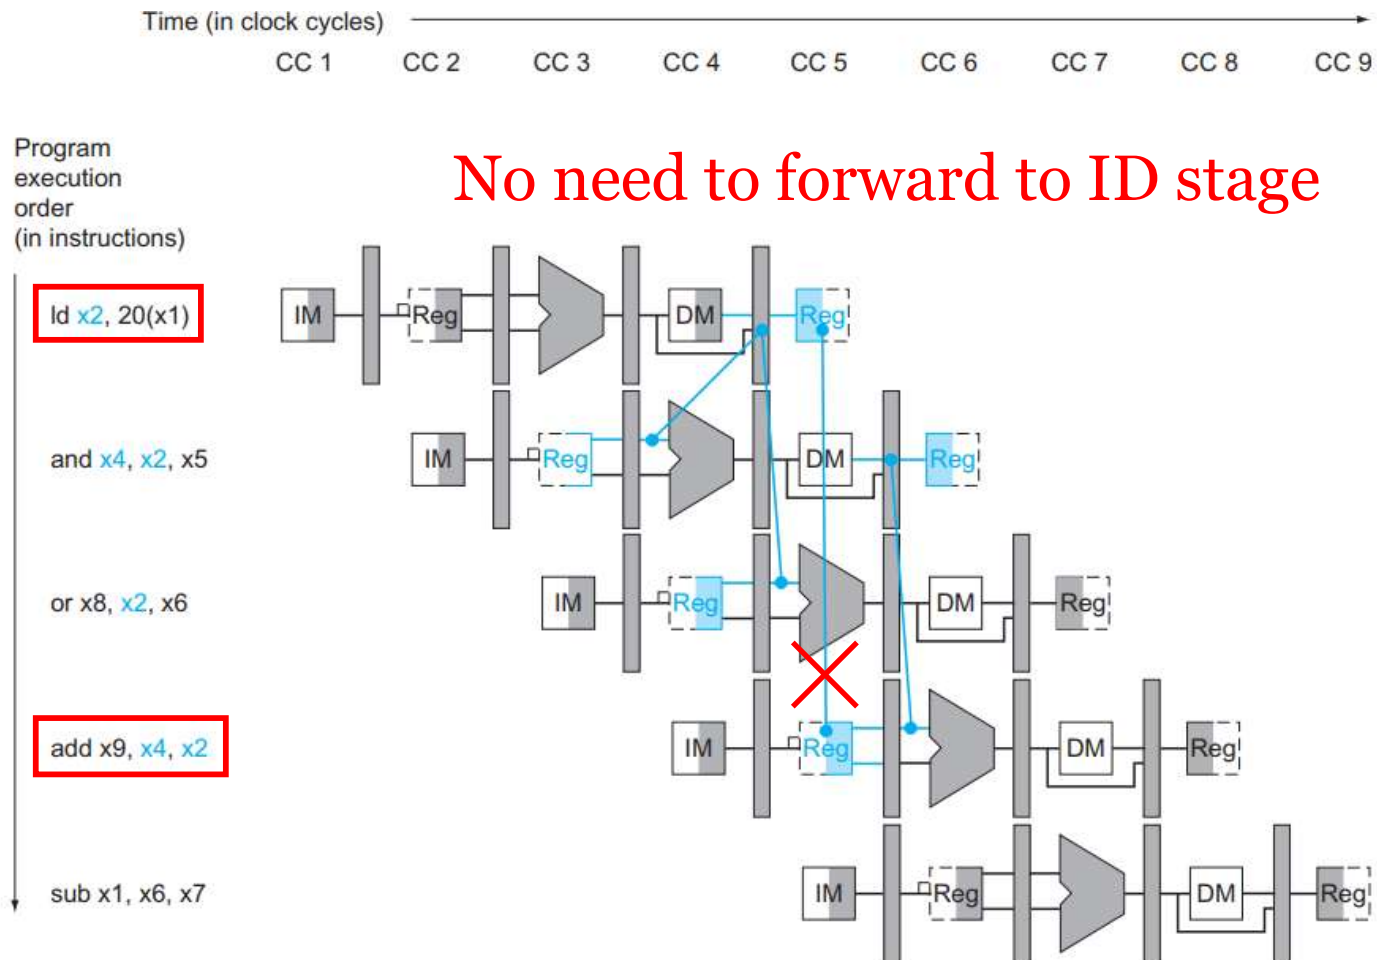 Time (in clock cycles)
CC 1 CC 2 CC 3 CC 4 CC 5 CC 6 CC 7 CC 8 CC 9
Program
execution
order
(in instructions)
No need to forward to ID stage
ld x2, 20(x1)
IM Reg DM Reg
and x4, x2, x5
IM Reg DM Reg
or x8, x2, x6
IM Reg DM Reg
add x9, x4, x2
IM Reg DM Reg
sub x1, x6, x7
IM Reg DM Reg